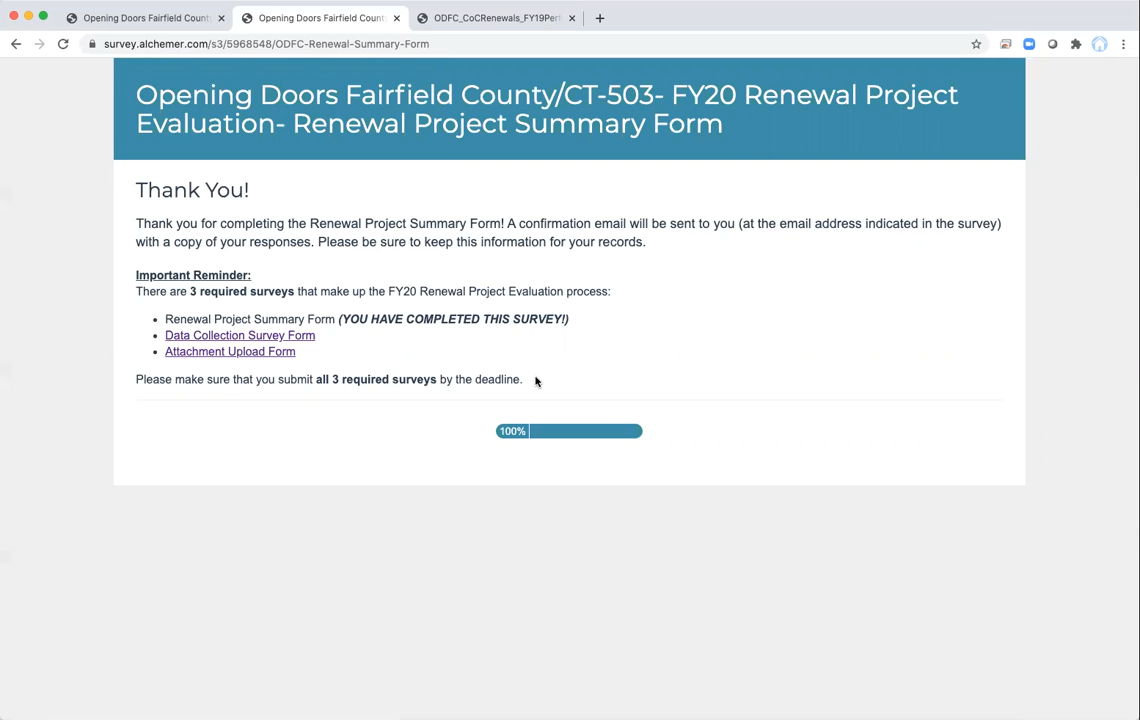 Opening Doors Fairfield Count
Opening Doors Fairfield Count
ODFC_CoCRenewals_FY19Perf
survey.alchemer.com/s3/5968548/ODFC-Renewal-Summary-Form
Opening Doors Fairfield County/CT-503- FY20 Renewal Project
Evaluation- Renewal Project Summary Form
Thank You!
Thank you for completing the Renewal Project Summary Form! A confirmation email will be sent to you (at the email address indicated in the survey)
with a copy of your responses. Please be sure to keep this information for your records.
Important Reminder:
There are 3 required surveys that make up the FY20 Renewal Project Evaluation process:
• Renewal Project Summary Form (YOU HAVE COMPLETED THIS SURVEY!)
• Data Collection Survey Form
• Attachment Upload Form
Please make sure that you submit all 3 required surveys by the deadline.
100%